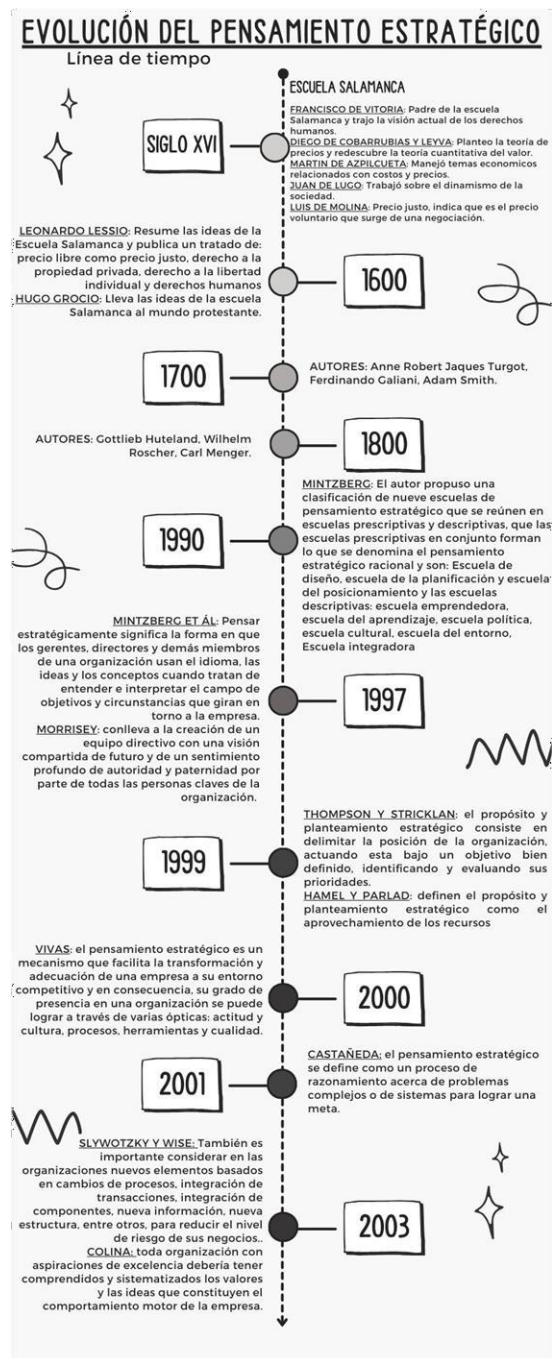 EVOLUCIÓN DEL PENSAMIENTO ESTRATÉGICO
Línea de tiempo
ESCUELA SALAMANCA
SIGLO XVI
FRANCISCO DE VITORIA: Padre de la escuela
Salamanca y trajo la visión actual de los derechos
humanos.
DIEGO DE COBARRUBIAS Y LEYVA: Planteo la teoría de
precios y redescubre la teoría cuantitativa del valor.
MARTIN DE AZPILCUETA: Manejó temas economicos
relacionados con costos y precios.
JUAN DE LUGO: Trabajó sobre el dinamismo de la
sociedad.
LUIS DE MOLINA: Precio justo, indica que es el precio
voluntario que surge de una negociación.
LEONARDO LESSIO: Resume las ideas de la
Escuela Salamanca y publica un tratado de:
precio libre como precio justo, derecho a la
propiedad privada, derecho a la libertad
individual y derechos humanos
HUGO GROCIO: Lleva las ideas de la escuela
Salamanca al mundo protestante.
1600
1700
AUTORES: Anne Robert Jaques Turgot,
Ferdinando Galiani, Adam Smith.
AUTORES: Gottlieb Huteland, Wilhelm
Roscher, Carl Menger.
1800
1990
MINTZBERG: El autor propuso una
clasificación de nueve escuelas de
pensamiento estratégico que se reúnen en
escuelas prescriptivas y descriptivas, que las
escuelas prescriptivas en conjunto forman
lo que se denomina el pensamiento
estratégico racional y son: Escuela de
diseño, escuela de la planificación y escuela
del posicionamiento y las escuelas
descriptivas: escuela emprendedora,
escuela del aprendizaje, escuela política,
escuela cultural, escuela del entorno,
Escuela integradora
MINTZBERG ET ÁL: Pensar
estratégicamente significa la forma en que
los gerentes, directores y demás miembros
de una organización usan el idioma, las
ideas y los conceptos cuando tratan de
entender e interpretar el campo de
objetivos y circunstancias que giran en
torno a la empresa.
MORRISEY: conlleva a la creación de un
equipo directivo con una visión
compartida de futuro y de un sentimiento
profundo de autoridad y paternidad por
parte de todas las personas claves de la
organización.
1997
1999
THOMPSON Y STRICKLAN: el propósito y
planteamiento estratégico consiste en
delimitar la posición de la organización,
actuando esta bajo un objetivo bien
definido, identificando y evaluando sus
prioridades.
HAMEL Y PARLAD: definen el propósito y
planteamiento estratégico como el
aprovechamiento de los recursos
VIVAS: el pensamiento estratégico es un
mecanismo que facilita la transformación y
adecuación de una empresa a su entorno
competitivo y en consecuencia, su grado de
presencia en una organización se puede
lograr a través de varias ópticas: actitud y
cultura, procesos, herramientas y cualidad.
2000
2001
CASTAÑEDA: el pensamiento estratégico
se define como un proceso de
razonamiento acerca de problemas
complejos o de sistemas para lograr una
meta.
SLYWOTZKY Y WISE: También es
importante considerar en las
organizaciones nuevos elementos basados
en cambios de procesos, integración de
transacciones, integración de
componentes, nueva información, nueva
estructura, entre otros, para reducir el nivel
de riesgo de sus negocios..
COLINA: toda organización con
aspiraciones de excelencia debería tener
comprendidos y sistematizados los valores
y las ideas que constituyen el
comportamiento motor de la empresa.
2003